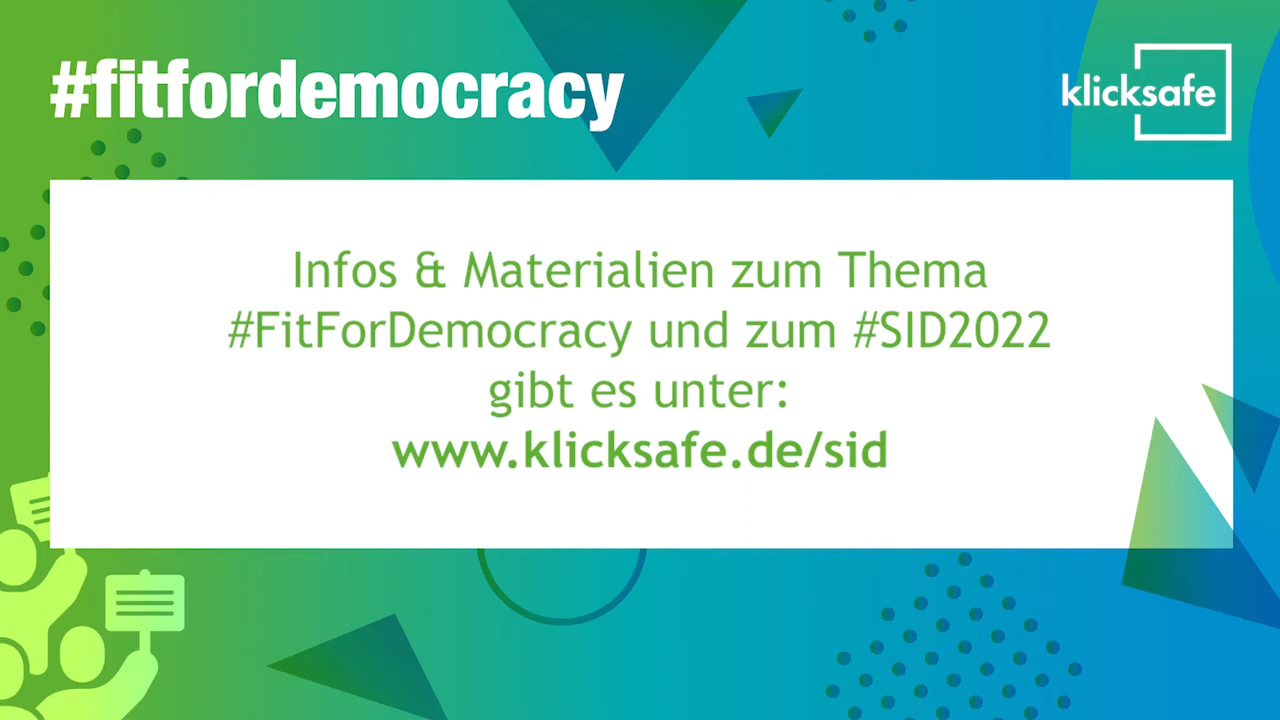 #fitfordemocracy
klicksafe
Infos & Materialien zum Thema
#FitForDemocracy und zum #SID2022
gibt es unter:
www.klicksafe.de/sid